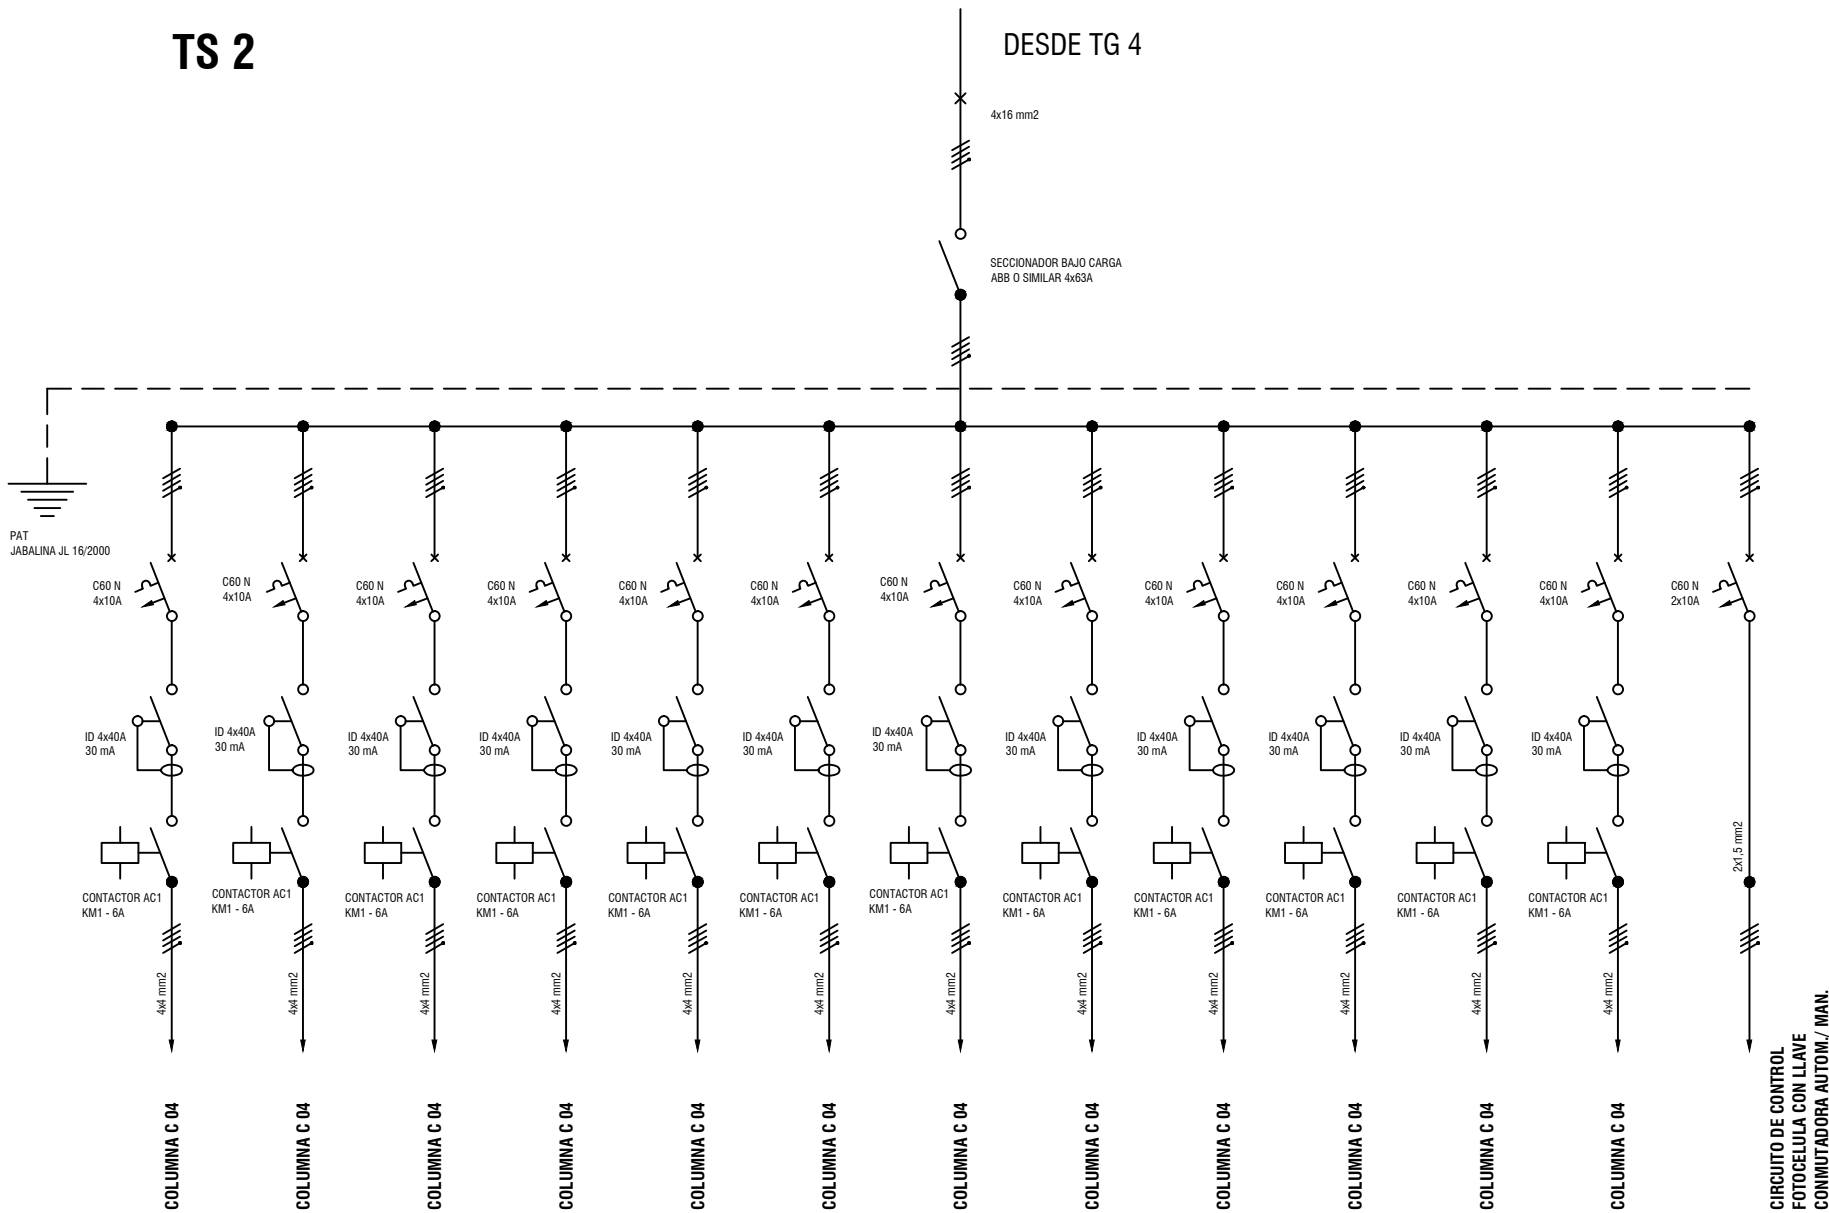 TS 2
DESDE TG 4
4x16 mm2
SECCIONADOR BAJO CARGA
ABB O SIMILAR 4x63A
PAT
JABALINA JL 16/2000
C60 N
4x10A
C60 N
4x10A
C60 N
4x10A
C60 N
4x10A
C60 N
4x10A
C60 N
4x10A
C60 N
4x10A
C60 N
4x10A
C60 N
4x10A
C60 N
4x10A
C60 N
4x10A
C60 N
4x10A
C60 N
2x10A
ID 4x40A
30 mA
ID 4x40A
30 mA
ID 4x40A
30 mA
ID 4x40A
30 mA
ID 4x40A
30 mA
ID 4x40A
30 mA
ID 4x40A
30 mA
ID 4x40A
30 mA
ID 4x40A
30 mA
ID 4x40A
30 mA
ID 4x40A
30 mA
ID 4x40A
30 mA
CONTACTOR AC1
KM1 - 6A
CONTACTOR AC1
KM1 - 6A
CONTACTOR AC1
KM1 - 6A
CONTACTOR AC1
KM1 - 6A
CONTACTOR AC1
KM1 - 6A
CONTACTOR AC1
KM1 - 6A
CONTACTOR AC1
KM1 - 6A
CONTACTOR AC1
KM1 - 6A
CONTACTOR AC1
KM1 - 6A
CONTACTOR AC1
KM1 - 6A
CONTACTOR AC1
KM1 - 6A
CONTACTOR AC1
KM1 - 6A
2x1,5 mm2
4x4 mm2
4x4 mm2
4x4 mm2
4x4 mm2
4x4 mm2
4x4 mm2
4x4 mm2
4x4 mm2
4x4 mm2
4x4 mm2
4x4 mm2
4x4 mm2
COLUMNA C 04
COLUMNA C 04
COLUMNA C 04
COLUMNA C 04
COLUMNA C 04
COLUMNA C 04
COLUMNA C 04
COLUMNA C 04
COLUMNA C 04
COLUMNA C 04
COLUMNA C 04
COLUMNA C 04
CIRCUITO DE CONTROL
FOTOCELULA CON LLAVE
CONMUTADORA AUTOM./ MAN.